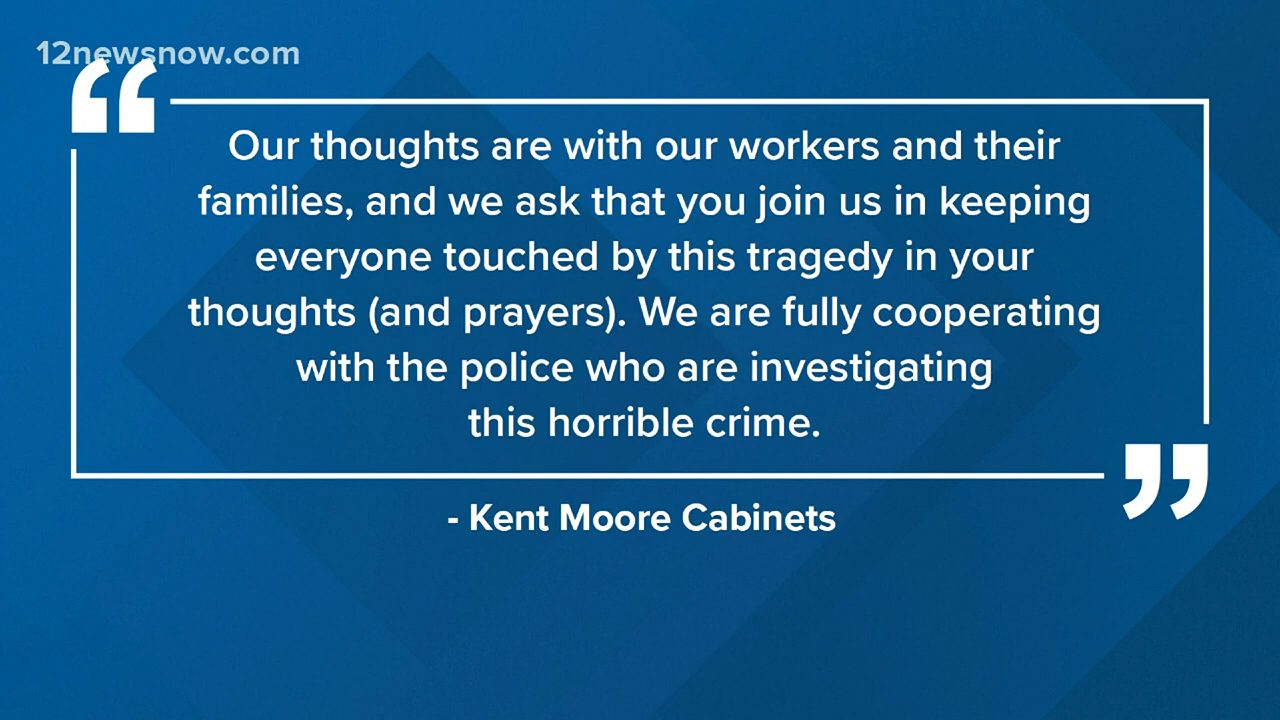 12newsnow.com
“
Our thoughts are with our workers and their
families, and we ask that you join us in keeping
everyone touched by this tragedy in your
thoughts (and prayers). We are fully cooperating
with the police who are investigating
this horrible crime.
”
- Kent Moore Cabinets